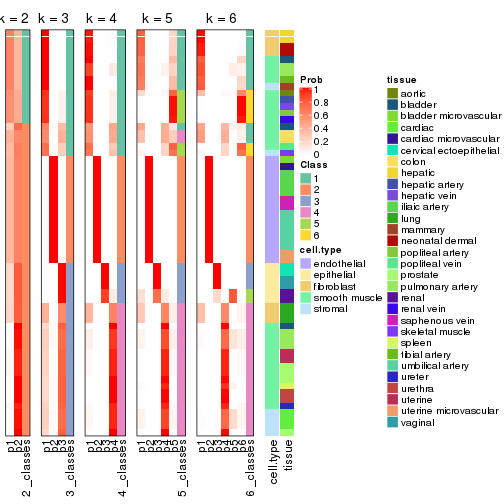 k = 2 k = 3 k = 4 k = 5 k = 6
p1
p2
2_classes
p1
p2
p3
3_classes
p1
p2
p3
p4
4_classes
p1
p2
p3
p4
p5
5_classes
p1
p2
p3
p4
p5
p6
6_classes
cell.type
tissue
Prob
1
0.8
0.6
0.4
0.2
0
Class
1
2
3
4
5
6
cell.type
endothelial
epithelial
fibroblast
smooth muscle
stromal
tissue
aortic
bladder
bladder microvascular
cardiac
cardiac microvascular
cervical ectoepithelial
colon
hepatic
hepatic artery
hepatic vein
iliaic artery
lung
mammary
neonatal dermal
popliteal artery
popliteal vein
prostate
pulmonary artery
renal
renal vein
saphenous vein
skeletal muscle
spleen
tibial artery
umbilical artery
ureter
urethra
uterine
uterine microvascular
vaginal